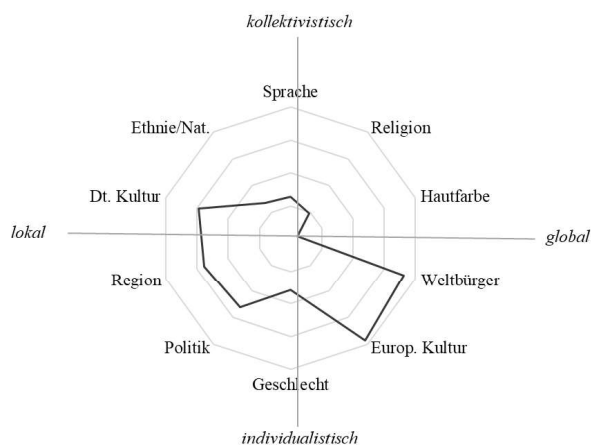 kollektivistisch
Sprache
Ethnie/Nat.
Religion
Dt. Kultur
Hautfarbe
lokal
global
Region
Weltbürger
Politik
Europ. Kultur
Geschlecht
individualistisch